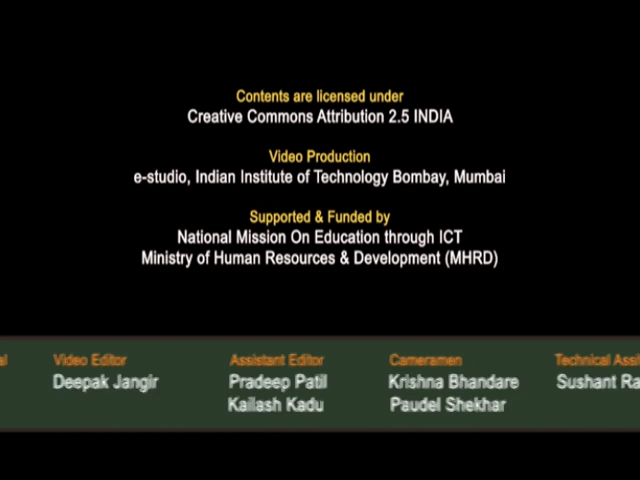 Contents are licensed under
Creative Commons Attribution 2.5 INDIA
Video Production
e-studio, Indian Institute of Technology Bombay, Mumbai
Supported & Funded by
National Mission On Education through ICT
Ministry of Human Resources & Development (MHRD)
Video Editor
Deepak Jangir
Assistant Editor
Pradeep Patil
Kailash Kadu
Cameramen
Krishna Bhandare
Paudel Shekhar
Technical
Sushant